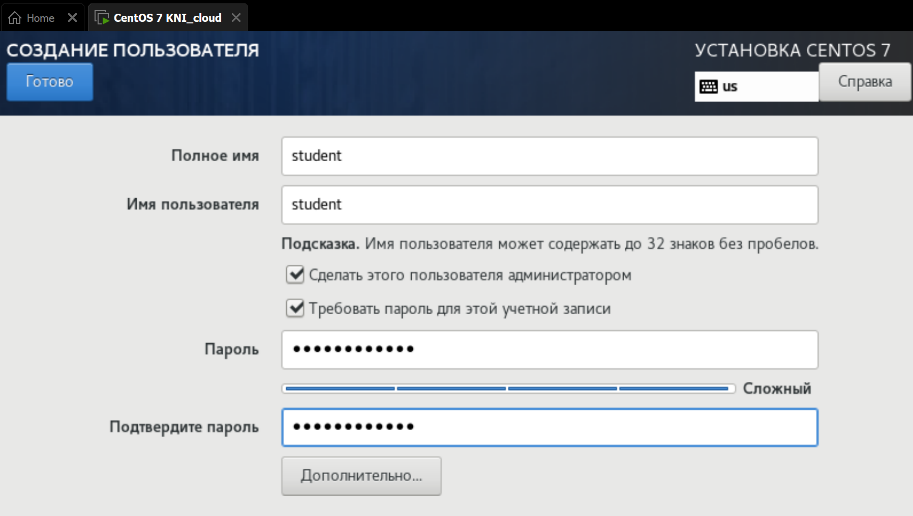 Home
CentOS 7 KNI_cloud
СОЗДАНИЕ ПОЛЬЗОВАТЕЛЯ
УСТАНОВКА CENTOS 7
Готово
us
Справка
Полное имя
student
Имя пользователя
student
Подсказка. Имя пользователя может содержать до 32 знаков без пробелов.
Сделать этого пользователя администратором
Требовать пароль для этой учетной записи
Пароль
••••••••••••
Сложный
Подтвердите пароль
••••••••••••
Дополнительно...